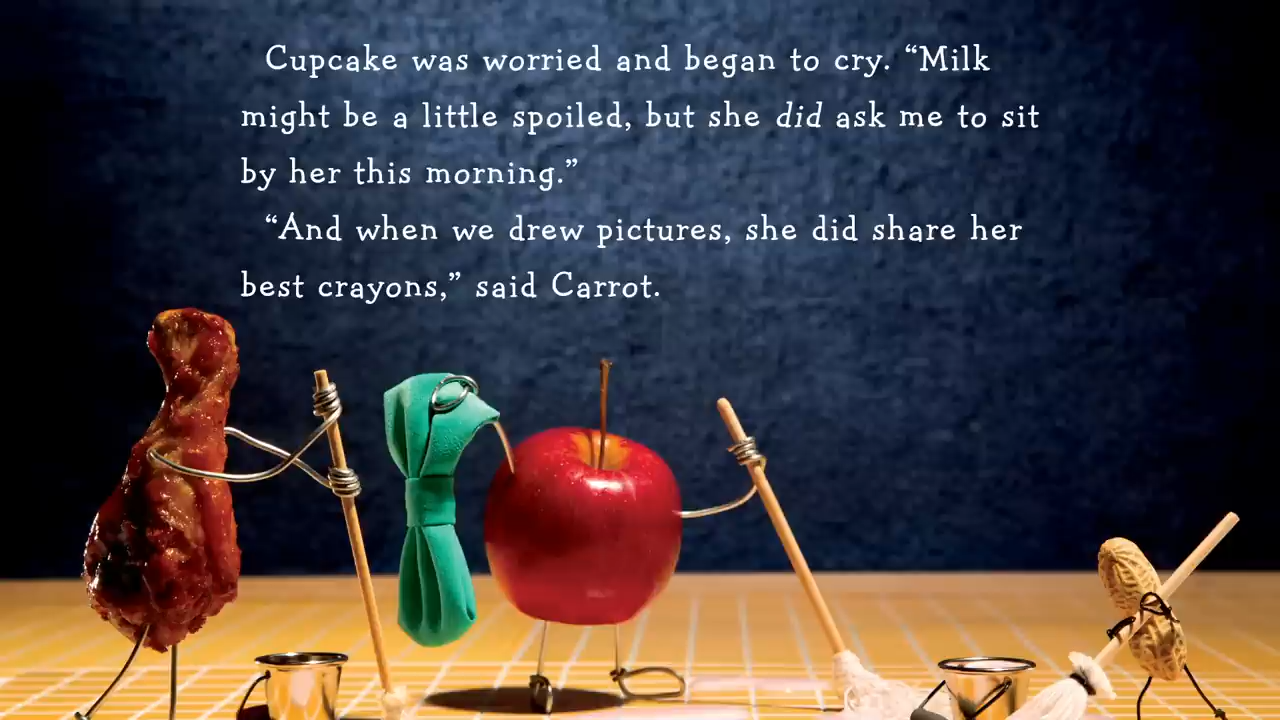 Cupcake was worried and began to cry. “Milk
might be a little spoiled, but she did ask me to sit
by her this morning.”
“And when we drew pictures, she did share her
best crayons,” said Carrot.